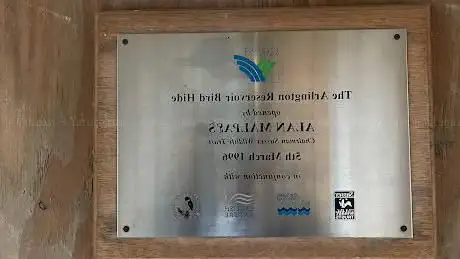 The Arlington Reservoir Bird Hide
opened by
ALAN MALPASS
Chairman Sussex Wildlife Trust
5th March 1996
in conjunction with